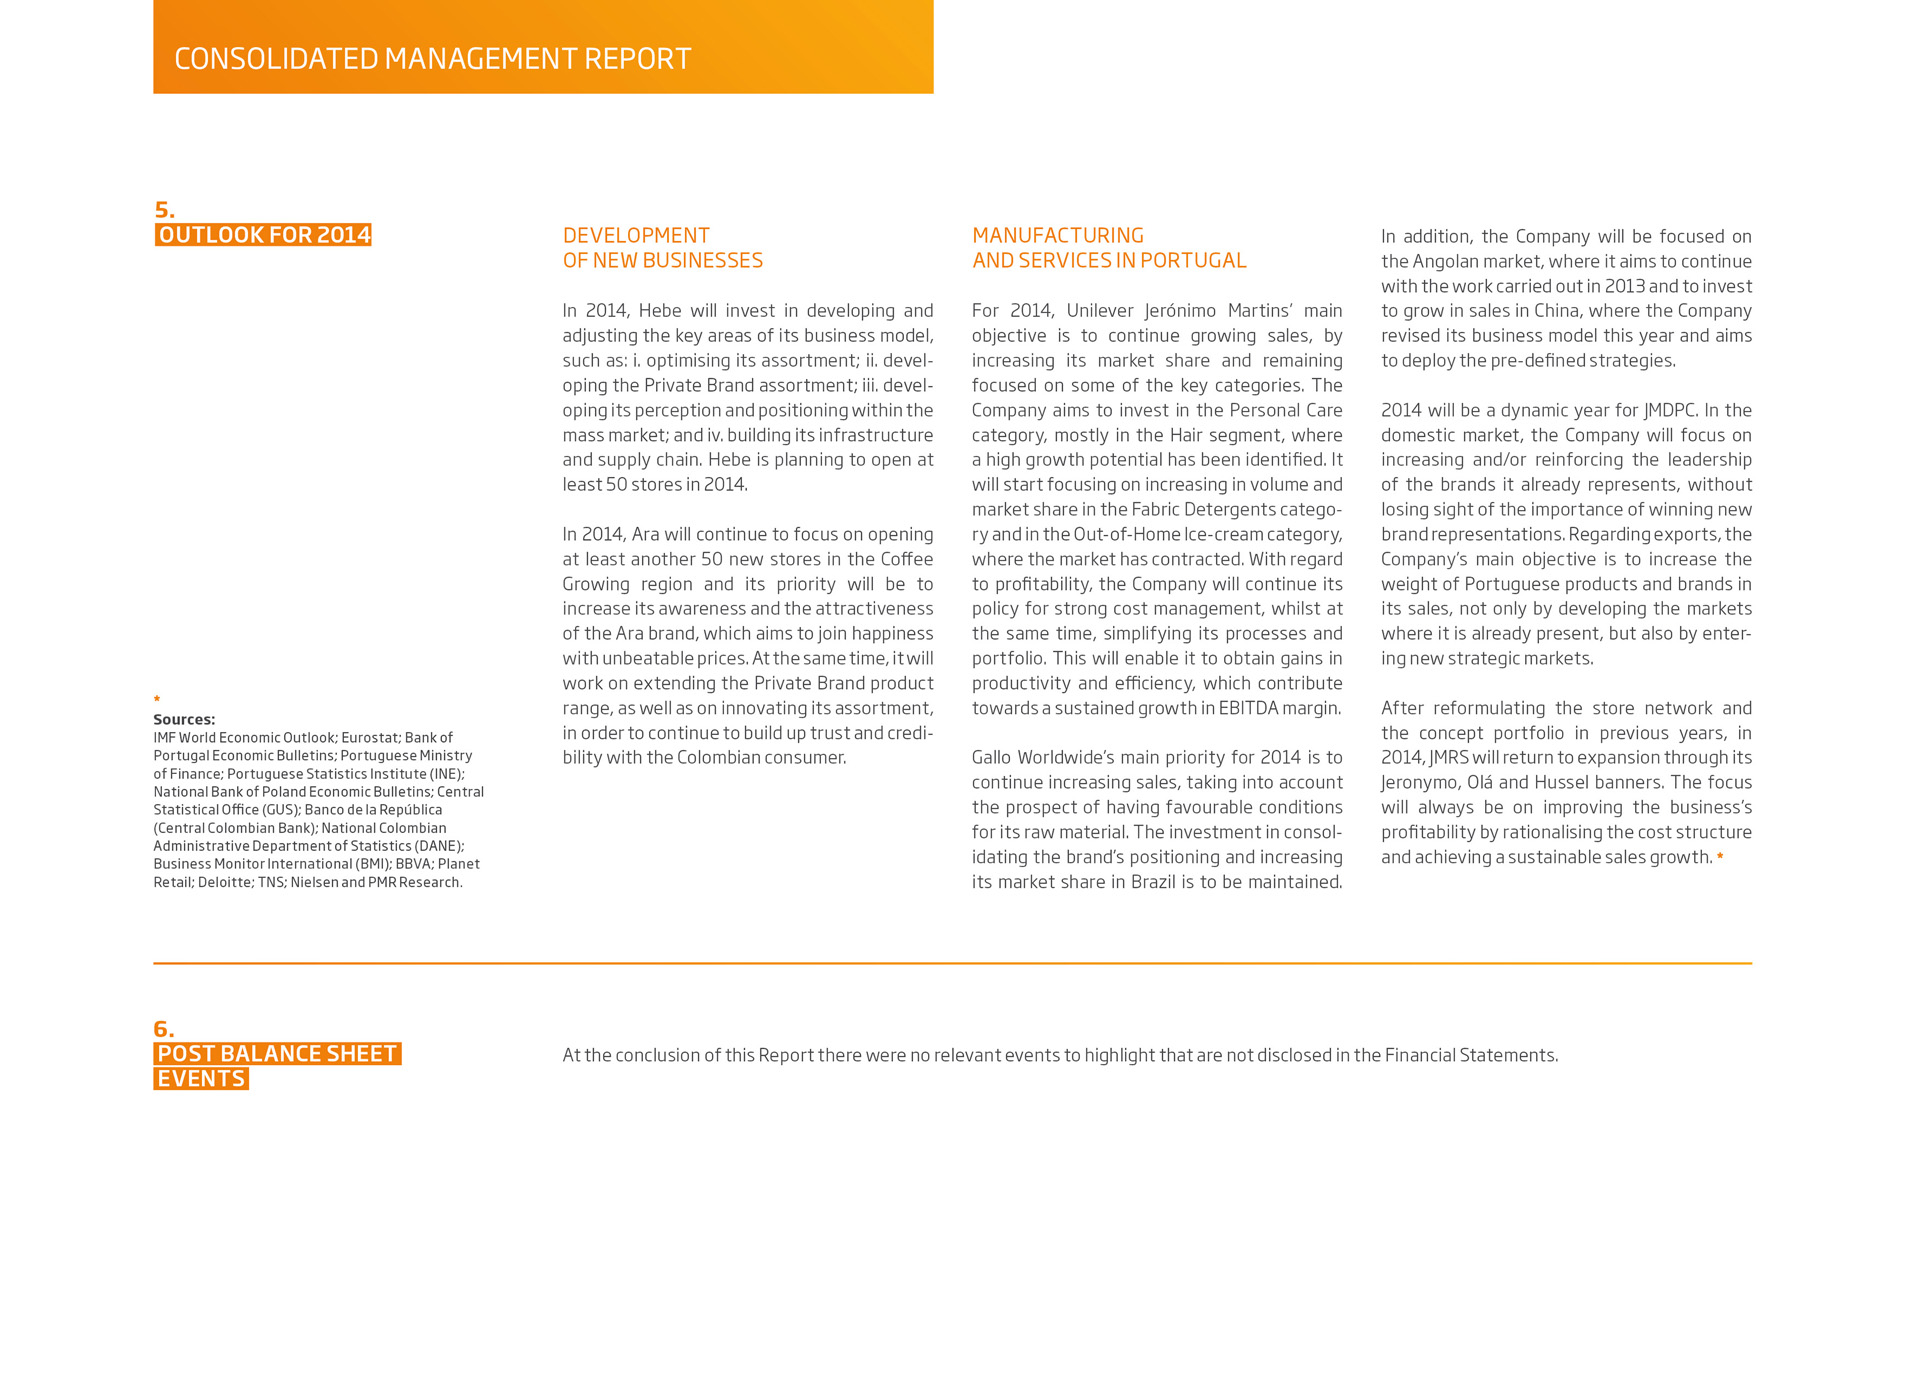 CONSOLIDATED MANAGEMENT REPORT
5.
OUTLOOK FOR 2014
*
Sources:
IMF World Economic Outlook; Eurostat; Bank of
Portugal Economic Bulletins; Portuguese Ministry
of Finance; Portuguese Statistics Institute (INE);
National Bank of Poland Economic Bulletins; Central
Statistical Office (GUS); Banco de la República
(Central Colombian Bank); National Colombian
Administrative Department of Statistics (DANE);
Business Monitor International (BMI); BBVA; Planet
Retail; Deloitte; TNS; Nielsen and PMR Research.
DEVELOPMENT
OF NEW BUSINESSES
In 2014, Hebe will invest in developing and
adjusting the key areas of its business model,
such as: i. optimising its assortment; ii. devel-
oping the Private Brand assortment; iii. devel-
oping its perception and positioning within the
mass market; and iv. building its infrastructure
and supply chain. Hebe is planning to open at
least 50 stores in 2014.
In 2014, Ara will continue to focus on opening
at least another 50 new stores in the Coffee
Growing region and its priority will be to
increase its awareness and the attractiveness
of the Ara brand, which aims to join happiness
with unbeatable prices. At the same time, it will
work on extending the Private Brand product
range, as well as on innovating its assortment,
in order to continue to build up trust and credi-
bility with the Colombian consumer.
MANUFACTURING
AND SERVICES IN PORTUGAL
For 2014, Unilever Jerónimo Martins’ main
objective is to continue growing sales, by
increasing its market share and remaining
focused on some of the key categories. The
Company aims to invest in the Personal Care
category, mostly in the Hair segment, where
a high growth potential has been identified. It
will start focusing on increasing in volume and
market share in the Fabric Detergents catego-
ry and in the Out-of-Home Ice-cream category,
where the market has contracted. With regard
to profitability, the Company will continue its
policy for strong cost management, whilst at
the same time, simplifying its processes and
portfolio. This will enable it to obtain gains in
productivity and efficiency, which contribute
towards a sustained growth in EBITDA margin.
Gallo Worldwide’s main priority for 2014 is to
continue increasing sales, taking into account
the prospect of having favourable conditions
for its raw material. The investment in consol-
idating the brand’s positioning and increasing
its market share in Brazil is to be maintained.
In addition, the Company will be focused on
the Angolan market, where it aims to continue
with the work carried out in 2013 and to invest
to grow in sales in China, where the Company
revised its business model this year and aims
to deploy the pre-defined strategies.
2014 will be a dynamic year for JMDPC. In the
domestic market, the Company will focus on
increasing and/or reinforcing the leadership
of the brands it already represents, without
losing sight of the importance of winning new
brand representations. Regarding exports, the
Company’s main objective is to increase the
weight of Portuguese products and brands in
its sales, not only by developing the markets
where it is already present, but also by enter-
ing new strategic markets.
After reformulating the store network and
the concept portfolio in previous years, in
2014, JMRS will return to expansion through its
Jeronymo, Olá and Hussel banners. The focus
will always be on improving the business’s
profitability by rationalising the cost structure
and achieving a sustainable sales growth. *
6.
POST BALANCE SHEET
EVENTS
At the conclusion of this Report there were no relevant events to highlight that are not disclosed in the Financial Statements.